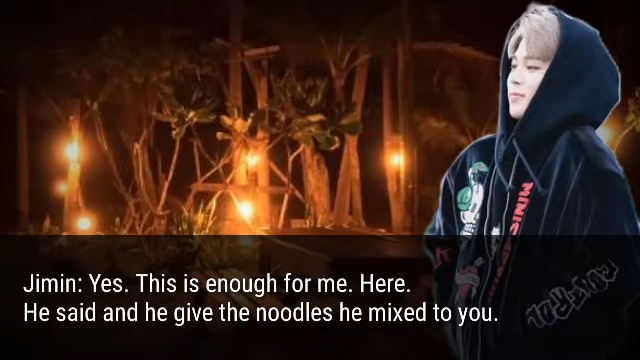 Jimin: Yes. This is enough for me. Here.
He said and he give the noodles he mixed to you.